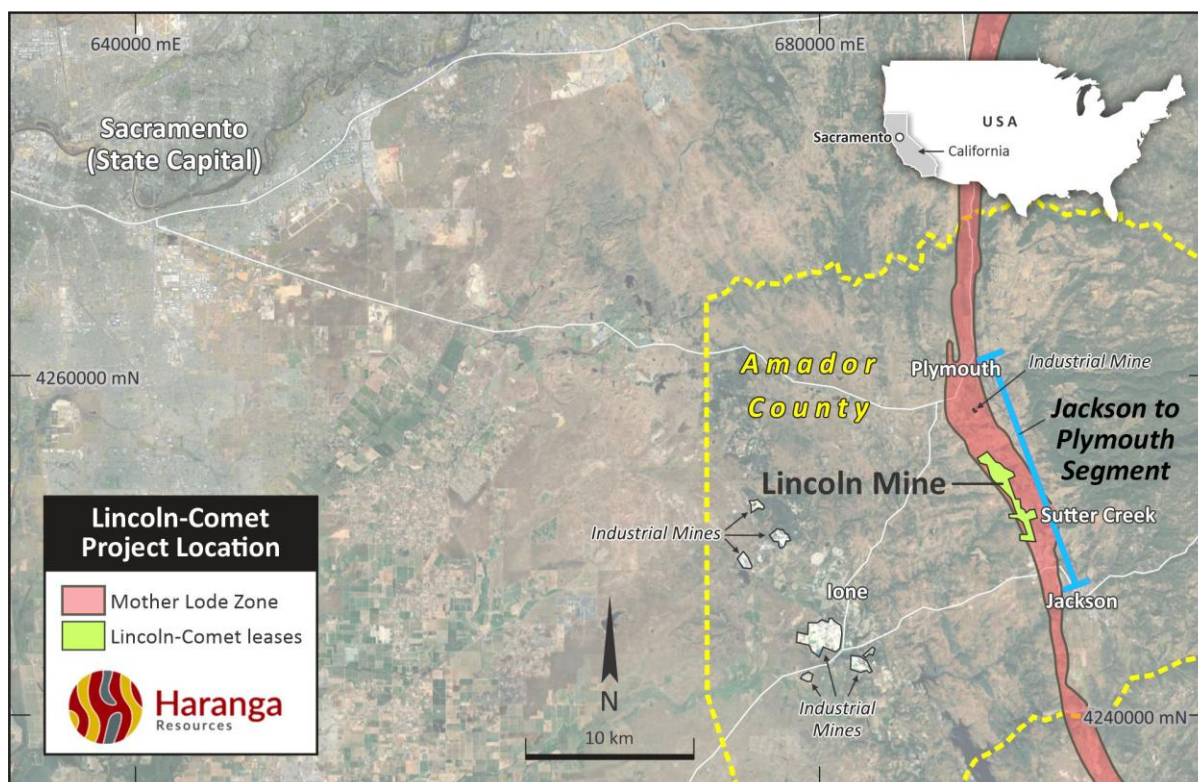 640000 mE
680000 mE
Sacramento
(State Capital)
USA
Sacramento
California
4260000 mN
Amador
County
Plymouth
Industrial Mine
Jackson to
Plymouth
Segment
Lincoln Mine
Sutter Creek
Industrial Mines
Ione
Jackson
Industrial
Mines
4240000 mN
Lincoln-Comet
Project Location
Mother Lode Zone
Lincoln-Comet leases
Haranga
Resources
N
10 km